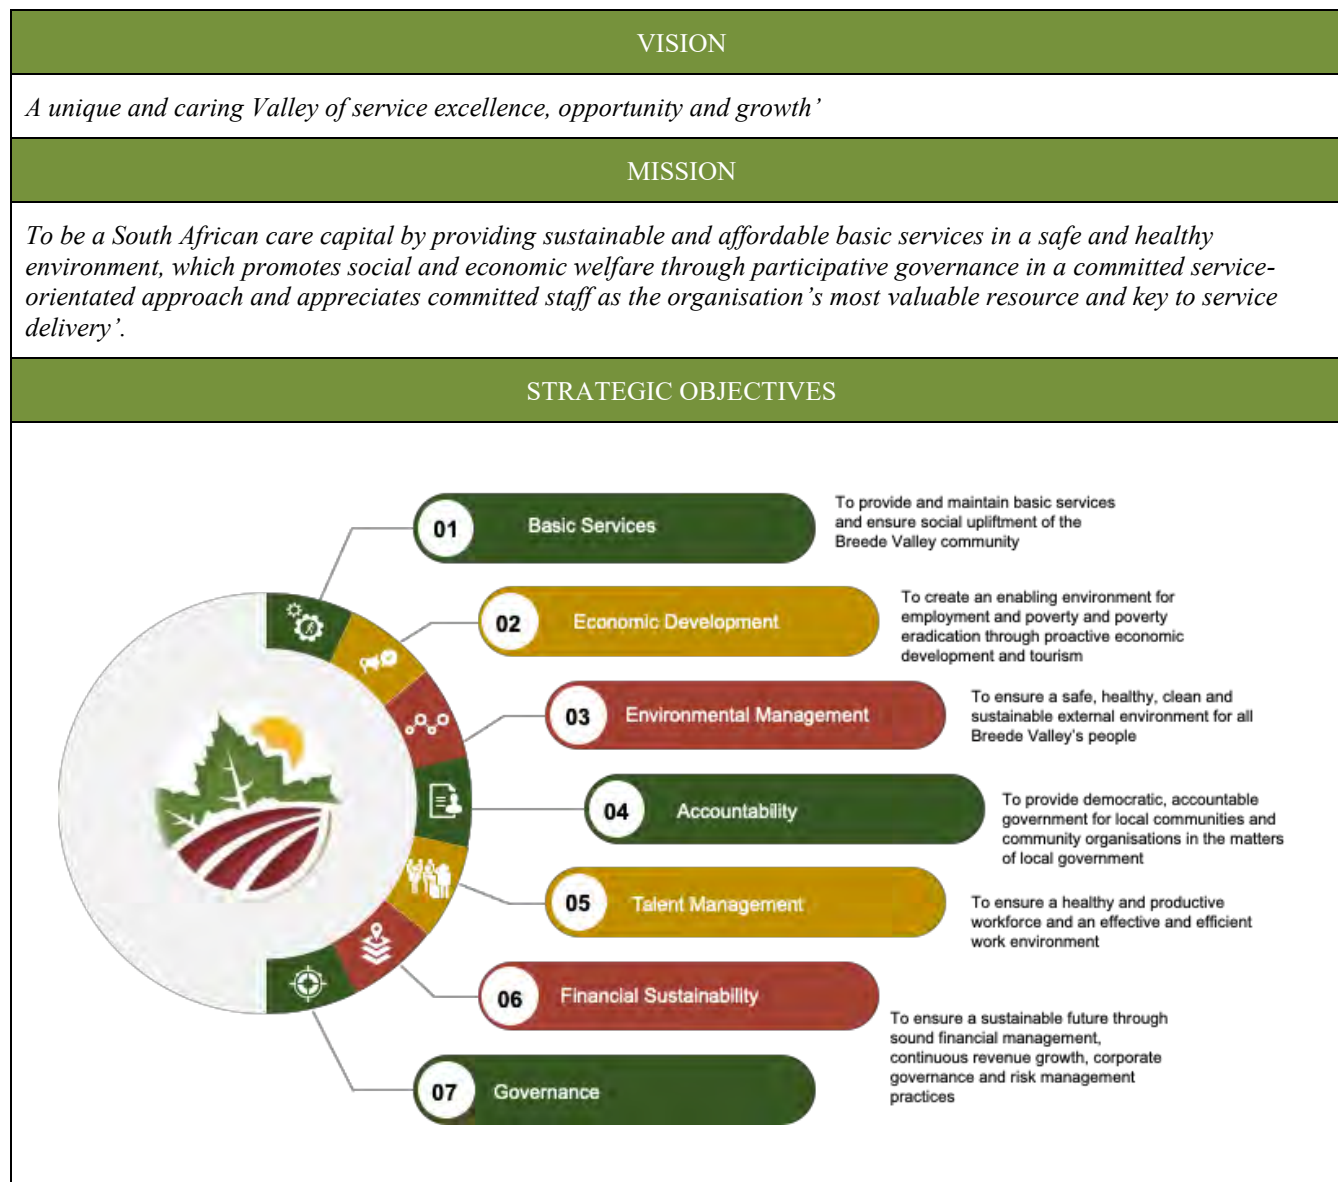 VISION
A unique and caring Valley of service excellence, opportunity and growth’
MISSION
To be a South African care capital by providing sustainable and affordable basic services in a safe and healthy
environment, which promotes social and economic welfare through participative governance in a committed service-
orientated approach and appreciates committed staff as the organisation’s most valuable resource and key to service
delivery’.
STRATEGIC OBJECTIVES
01
Basic Services
To provide and maintain basic services
and ensure social upliftment of the
Breede Valley community
02
Economic Development
To create an enabling environment for
employment and poverty and poverty
eradication through proactive economic
development and tourism
03
Environmental Management
To ensure a safe, healthy, clean and
sustainable external environment for all
Breede Valley’s people
04
Accountability
To provide democratic, accountable
government for local communities and
community organisations in the matters
of local government
05
Talent Management
To ensure a healthy and productive
workforce and an effective and efficient
work environment
06
Financial Sustainability
To ensure a sustainable future through
sound financial management,
continuous revenue growth, corporate
governance and risk management
practices
07
Governance